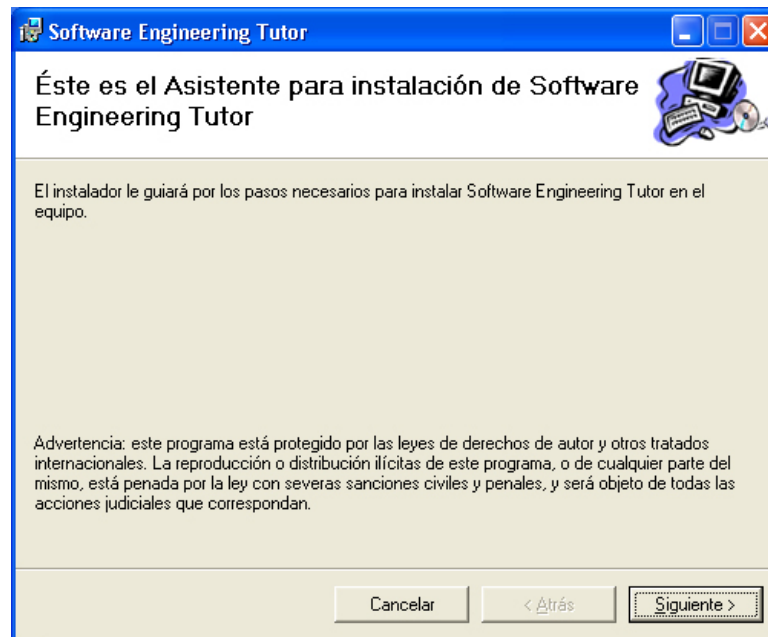 Software Engineering Tutor
Éste es el Asistente para instalación de Software
Engineering Tutor
El instalador le guiará por los pasos necesarios para instalar Software Engineering Tutor en el
equipo.
Advertencia: este programa está protegido por las leyes de derechos de autor y otros tratados
internacionales. La reproducción o distribución ilícitas de este programa, o de cualquier parte del
mismo, está penada por la ley con severas sanciones civiles y penales, y será objeto de todas las
acciones judiciales que correspondan.
Cancelar < Atrás Siguiente >